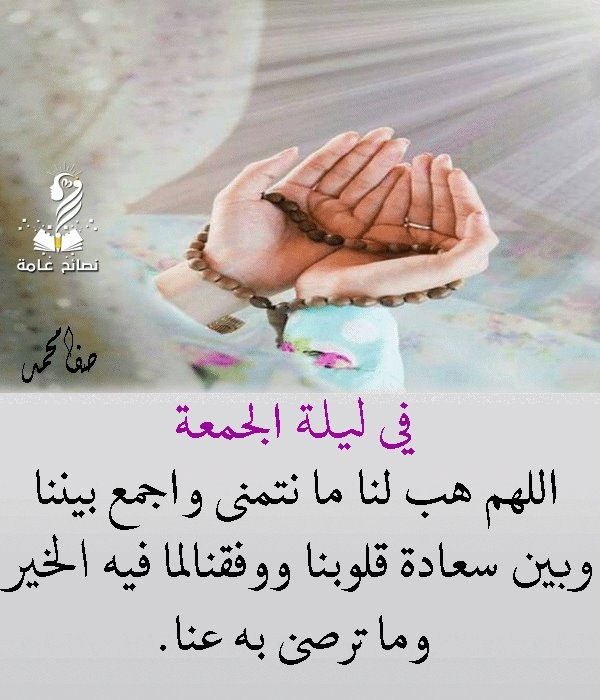 نصائح عامة
صفا محمد
في ليلة الجمعة
اللهم هب لنا ما نتمنى واجمع بيننا
وبين سعادة قلوبنا ووفقنالما فيه الخير
وما ترضى به عنا.